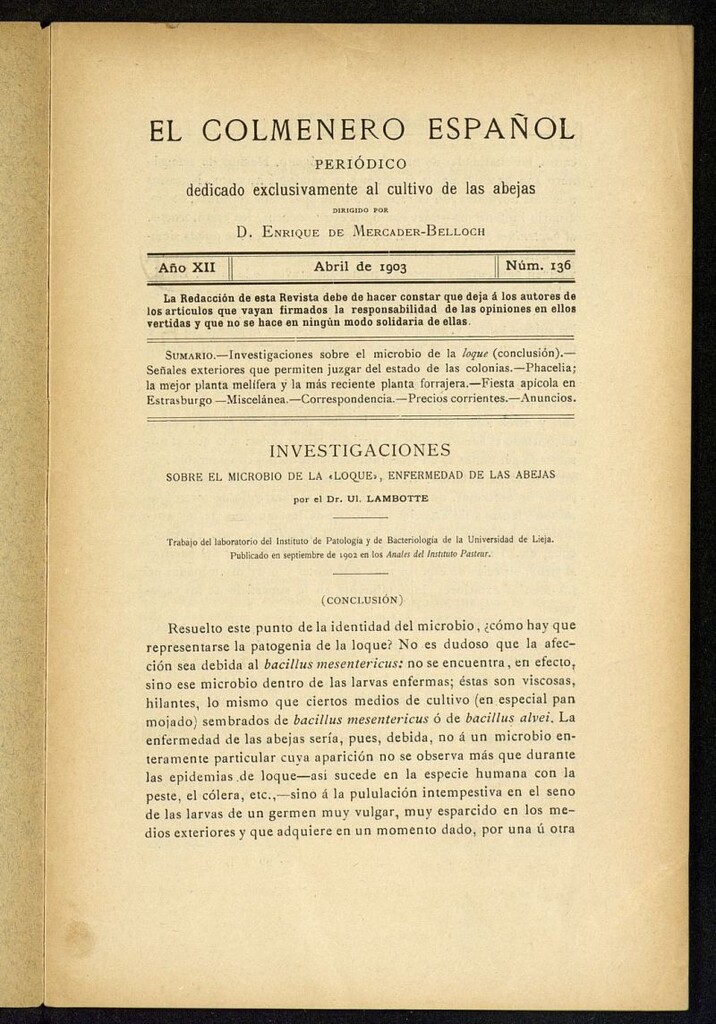 EL COLMENERO ESPAÑOL
PERIÓDICO
dedicado exclusivamente al cultivo de las abejas
DIRIGIDO POR
D. ENRIQUE DE MERCADER-BELLOCH
Año XII
Abril de 1903
Núm. 136
La Redacción de esta Revista debe de hacer constar que deja á los autores de
los artículos que vayan firmados la responsabilidad de las opiniones en ellos
vertidas y que no se hace en ningún modo solidaria de ellas.
SUMARIO.—Investigaciones sobre el microbio de la loque (conclusión).—
Señales exteriores que permiten juzgar del estado de las colonias.—Phacelia;
la mejor planta melífera y la más reciente planta forrajera.—Fiesta apícola en
Estrasburgo —Miscelánea.—Correspondencia.—Precios corrientes.—Anuncios.
INVESTIGACIONES
SOBRE EL MICROBIO DE LA «LOQUE», ENFERMEDAD DE LAS ABEJAS
por el Dr. Ul. LAMBOTTE
Trabajo del laboratorio del Instituto de Patología y de Bacteriología de la Universidad de Lieja.
Publicado en septiembre de 1902 en los Anales del Instituto Pasteur.
(CONCLUSIÓN)
Resuelto este punto de la identidad del microbio, ¿cómo hay que
representarse la patogenia de la loque? No es dudoso que la afec-
ción sea debida al bacillus mesentericus: no se encuentra, en efecto,
sino ese microbio dentro de las larvas enfermas; éstas son viscosas,
hilantes, lo mismo que ciertos medios de cultivo (en especial pan
mojado) sembrados de bacillus mesentericus ó de bacillus alvei. La
enfermedad de las abejas sería, pues, debida, no á un microbio en-
teramente particular cuya aparición no se observa más que durante
las epidemias de loque—así sucede en la especie humana con la
peste, el cólera, etc.,—sino á la pululación intempestiva en el seno
de las larvas de un germen muy vulgar, muy esparcido en los me-
dios exteriores y que adquiere en un momento dado, por una ú otra